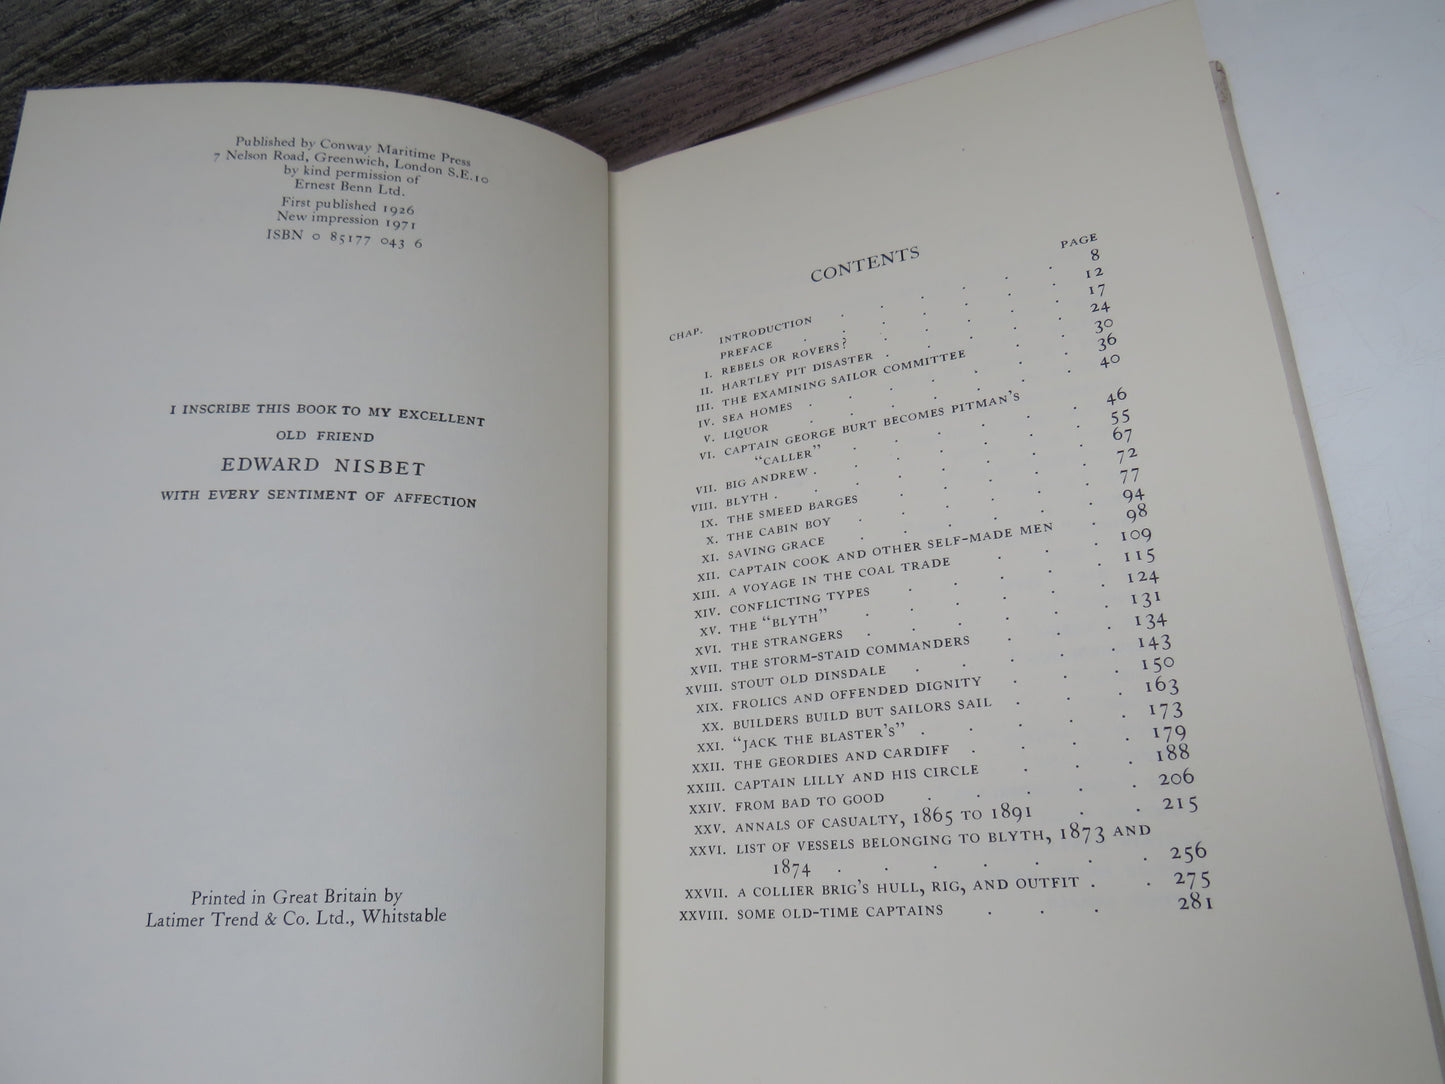 Published by Conway Maritime Press
7 Nelson Road, Greenwich, London S.E.10
by kind permission of
Ernest Benn Ltd.
First published 1926
New impression 1971
ISBN 0 85177 043 6
I INSCRIBE THIS BOOK TO MY EXCELLENT
OLD FRIEND
EDWARD NISBET
WITH EVERY SENTIMENT OF AFFECTION
Printed in Great Britain by
Latimer Trend & Co. Ltd., Whitstable
CONTENTS
CHAP. PAGE
INTRODUCTION . . . . . . 8
PREFACE . . . . . . 12
I. REBELS OR ROVERS? . . . . . 17
II. HARTLEY PIT DISASTER . . . . 24
III. THE EXAMINING SAILOR COMMITTEE . . 30
IV. SEA HOMES . . . . . . 36
V. LIQUOR . . . . . . 40
VI. CAPTAIN GEORGE BURT BECOMES PITMAN'S
"CALLER" . . . . . . 46
VII. BIG ANDREW . . . . . . 55
VIII. BLYTH . . . . . . . 67
IX. THE SMEED BARGES . . . . . 72
X. THE CABIN BOY . . . . . 77
XI. SAVING GRACE . . . . . 94
XII. CAPTAIN COOK AND OTHER SELF-MADE MEN . 98
XIII. A VOYAGE IN THE COAL TRADE . . . 109
XIV. CONFLICTING TYPES . . . . . 115
XV. THE "BLYTH" . . . . . . 124
XVI. THE STRANGERS . . . . . 131
XVII. THE STORM-STAID COMMANDERS . . . 134
XVIII. STOUT OLD DINSDALE . . . . 143
XIX. FROLICS AND OFFENDED DIGNITY . . . 150
XX. BUILDERS BUILD BUT SAILORS SAIL . . . 163
XXI. "JACK THE BLASTER'S" . . . . . 173
XXII. THE GEORDIES AND CARDIFF . . . . 179
XXIII. CAPTAIN LILLY AND HIS CIRCLE . . . 188
XXIV. FROM BAD TO GOOD . . . . . 206
XXV. ANNALS OF CASUALTY, 1865 TO 1891 . . 215
XXVI. LIST OF VESSELS BELONGING TO BLYTH, 1873 AND
1874 . . . . . . 256
XXVII. A COLLIER BRIG'S HULL, RIG, AND OUTFIT . . 275
XXVIII. SOME OLD-TIME CAPTAINS . . . . 281